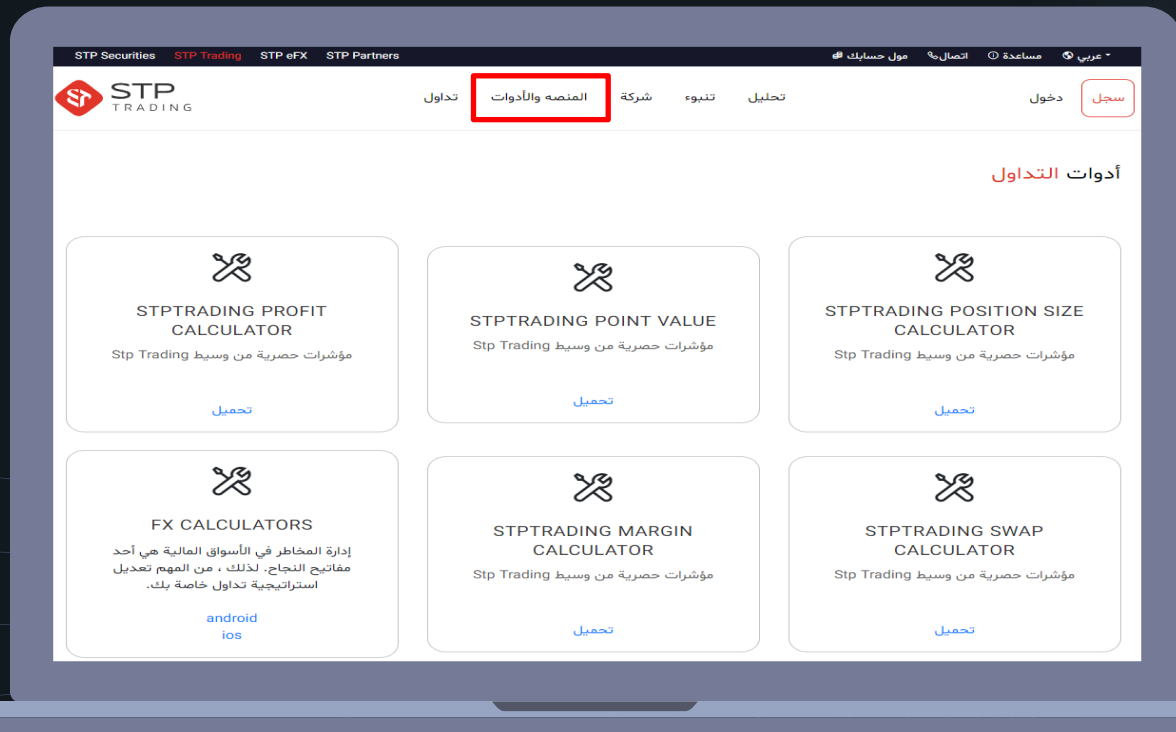 STP Securities STP Trading STP eFX STP Partners
عربي مساعدة اتصال مول حسابك
STP
TRADING
سجل دخول تحليل تنبوء شركة المنصه واﻷدوات تداول
أدوات التداول
STPTRADING POSITION SIZE
CALCULATOR
مؤشرات حصرية من وسيط Stp Trading
تحميل
STPTRADING POINT VALUE
مؤشرات حصرية من وسيط Stp Trading
تحميل
STPTRADING PROFIT
CALCULATOR
مؤشرات حصرية من وسيط Stp Trading
تحميل
STPTRADING SWAP
CALCULATOR
مؤشرات حصرية من وسيط Stp Trading
تحميل
STPTRADING MARGIN
CALCULATOR
مؤشرات حصرية من وسيط Stp Trading
تحميل
FX CALCULATORS
إدارة المخاطر في الأسواق المالية هي أحد
مفاتيح النجاح. لذلك ، من المهم تعديل
استراتيجية تداول خاصة بك.
android
ios